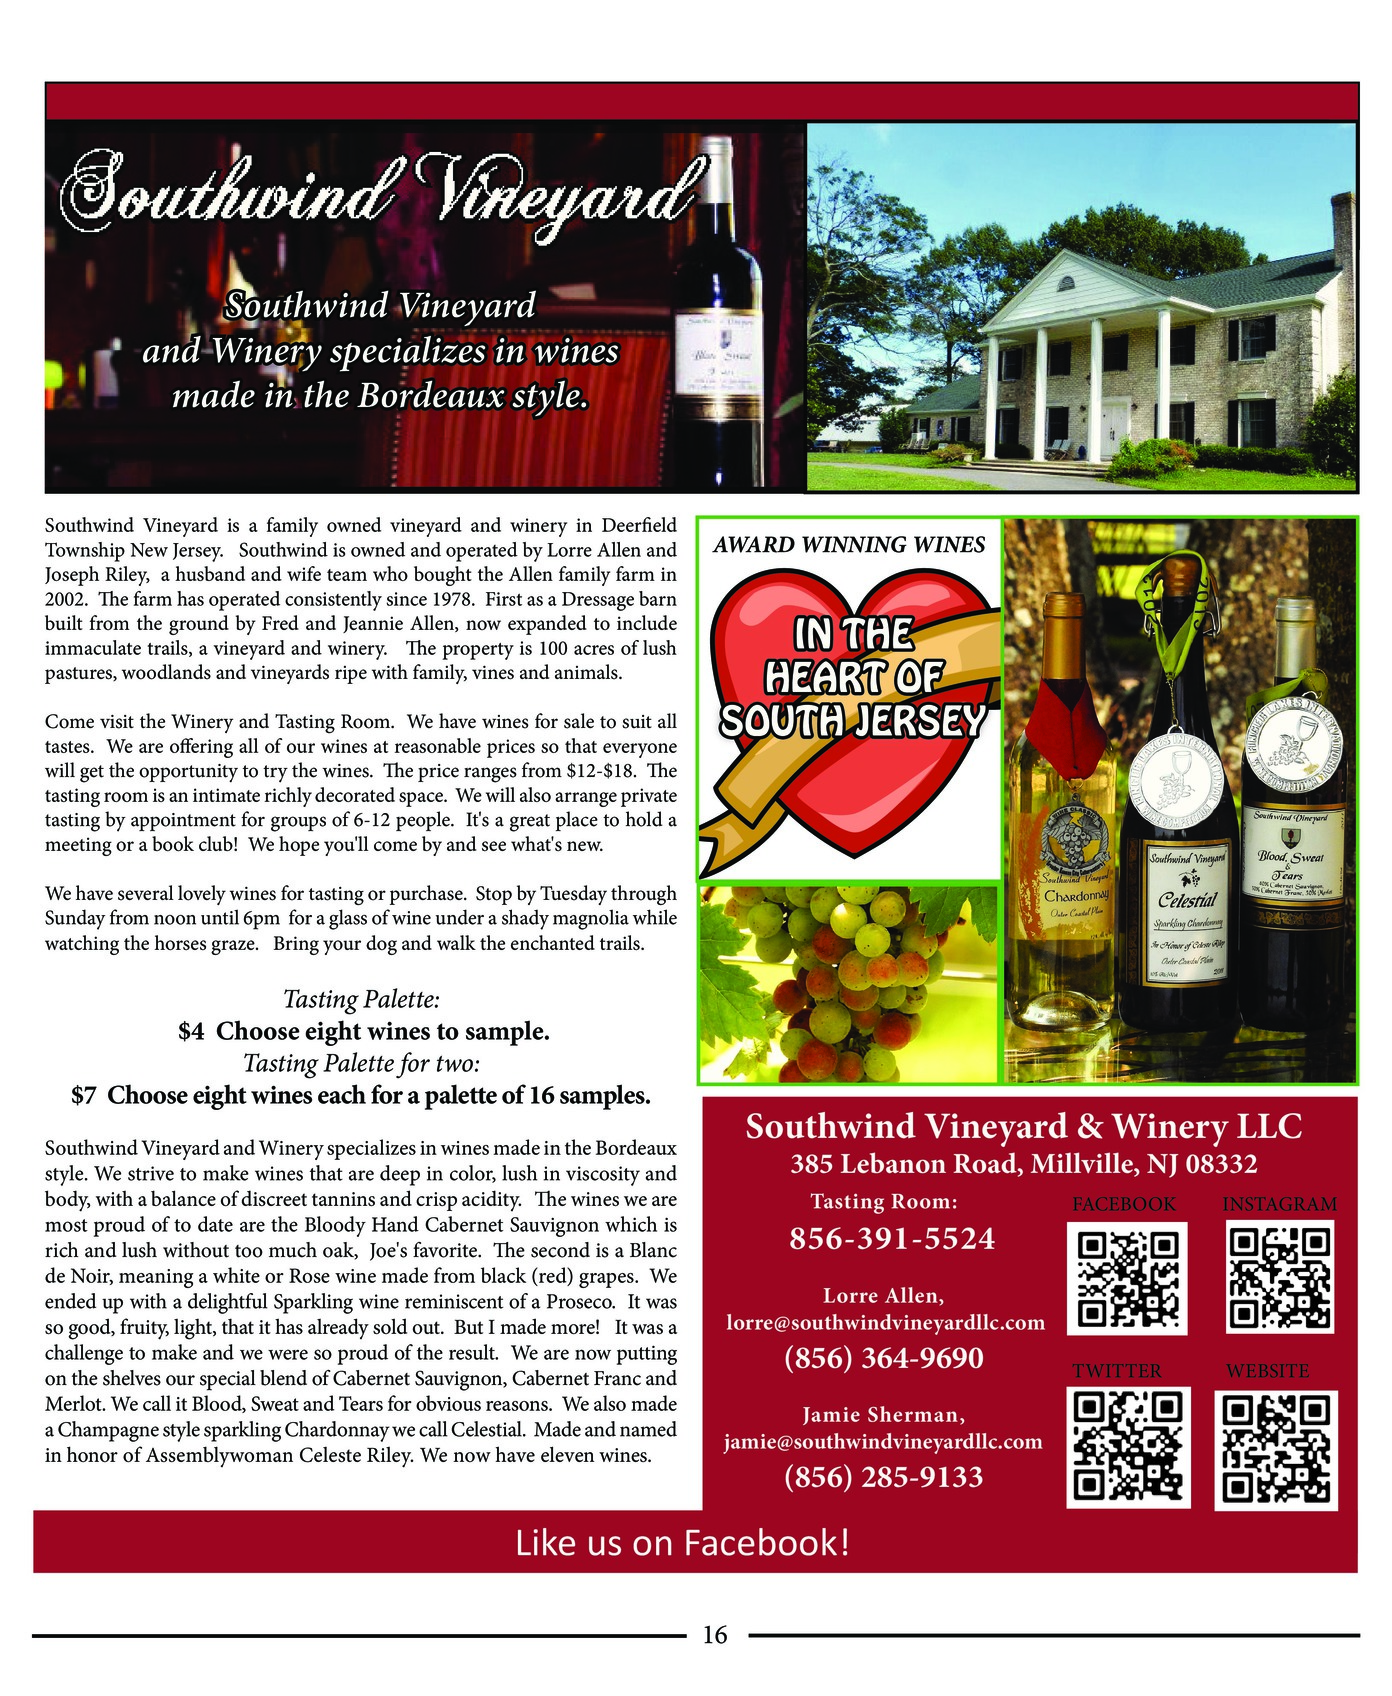 Southwind Vineyard
Southwind Vineyard
and Winery specializes in wines
made in the Bordeaux style.
Southwind Vineyard is a family owned vineyard and winery in Deerfield
Township New Jersey. Southwind is owned and operated by Lorre Allen and
Joseph Riley, a husband and wife team who bought the Allen family farm in
2002. The farm has operated consistently since 1978. First as a Dressage barn
built from the ground by Fred and Jeannie Allen, now expanded to include
immaculate trails, a vineyard and winery. The property is 100 acres of lush
pastures, woodlands and vineyards ripe with family, vines and animals.
Come visit the Winery and Tasting Room. We have wines for sale to suit all
tastes. We are offering all of our wines at reasonable prices so that everyone
will get the opportunity to try the wines. The price ranges from $12-$18. The
tasting room is an intimate richly decorated space. We will also arrange private
tasting by appointment for groups of 6-12 people. It's a great place to hold a
meeting or a book club! We hope you'll come by and see what's new.
We have several lovely wines for tasting or purchase. Stop by Tuesday through
Sunday from noon until 6pm for a glass of wine under a shady magnolia while
watching the horses graze. Bring your dog and walk the enchanted trails.
Tasting Palette:
$4 Choose eight wines to sample.
Tasting Palette for two:
$7 Choose eight wines each for a palette of 16 samples.
Southwind Vineyard and Winery specializes in wines made in the Bordeaux
style. We strive to make wines that are deep in color, lush in viscosity and
body, with a balance of discreet tannins and crisp acidity. The wines we are
most proud of to date are the Bloody Hand Cabernet Sauvignon which is
rich and lush without too much oak, Joe's favorite. The second is a Blanc
de Noir, meaning a white or Rose wine made from black (red) grapes. We
ended up with a delightful Sparkling wine reminiscent of a Proseco. It was
so good, fruity, light, that it has already sold out. But I made more! It was a
challenge to make and we were so proud of the result. We are now putting
on the shelves our special blend of Cabernet Sauvignon, Cabernet Franc and
Merlot. We call it Blood, Sweat and Tears for obvious reasons. We also made
a Champagne style sparkling Chardonnay we call Celestial. Made and named
in honor of Assemblywoman Celeste Riley. We now have eleven wines.
AWARD WINNING WINES
IN THE
HEART OF
SOUTH JERSEY
Southwind Vineyard
Chardonnay
Outer Coastal Plain
Southwind Vineyard
Celestial
Sparkling Chardonnay
In Honor of Celeste Riley
Outer Coastal Plain
Southwind Vineyard
Blood, Sweat
&
Tears
Southwind Vineyard & Winery LLC
385 Lebanon Road, Millville, NJ 08332
Tasting Room:
856-391-5524
Lorre Allen,
lorre@southwindvineyardllc.com
(856) 364-9690
Jamie Sherman,
jamie@southwindvineyardllc.com
(856) 285-9133
FACEBOOK
INSTAGRAM
TWITTER
WEBSITE
Like us on Facebook!
16